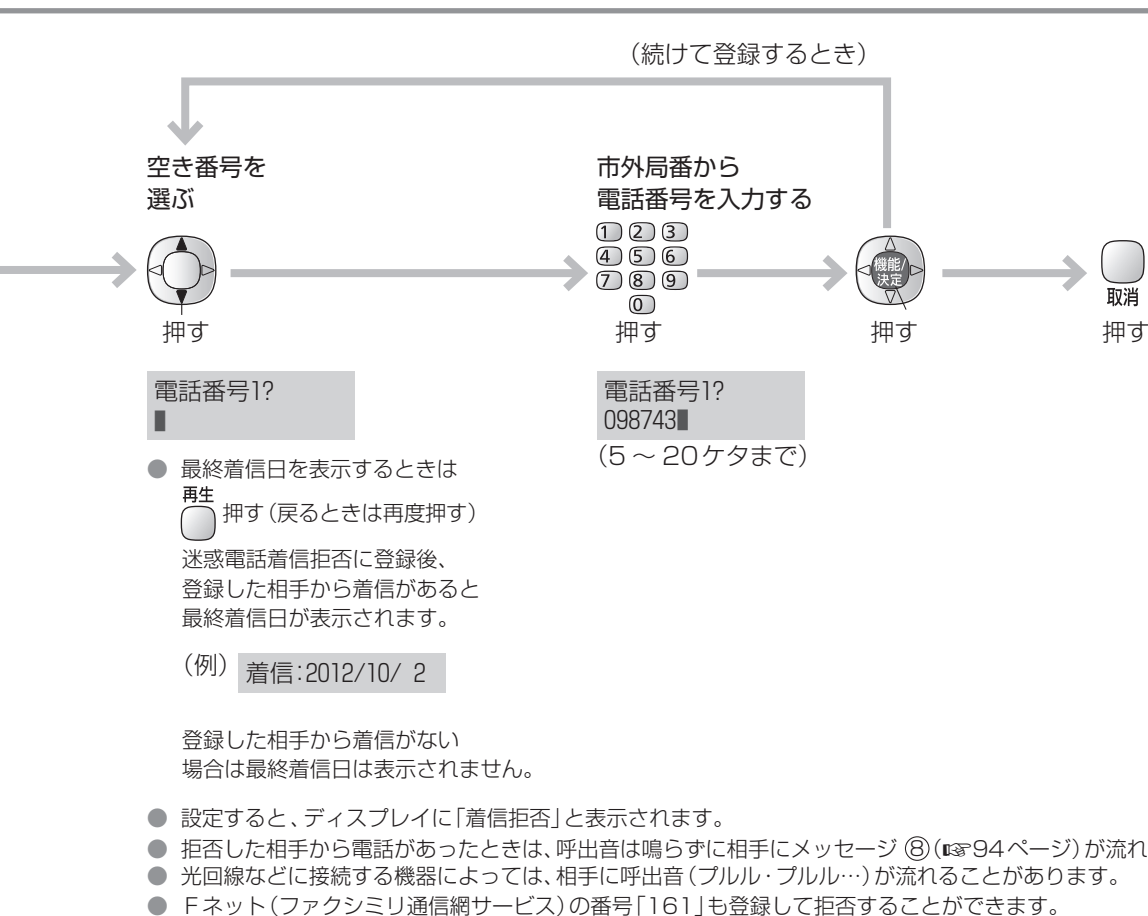 （続けて登録するとき）
空き番号を
選ぶ
市外局番から
電話番号を入力する
1 2 3
4 5 6
7 8 9
0
機能/
決定
取消
押す
押す
押す
押す
電話番号1?
電話番号1?
098743
（5～20ケタまで）
● 最終着信日を表示するときは
再生
押す（戻るときは再度押す）
迷惑電話着信拒否に登録後、
登録した相手から着信があると
最終着信日が表示されます。
（例） 着信:2012/10/ 2
登録した相手から着信がない
場合は最終着信日は表示されません。
● 設定すると、ディスプレイに「着信拒否」と表示されます。
● 拒否した相手から電話があったときは、呼出音は鳴らずに相手にメッセージ ⑧（☞94ページ）が流れ
● 光回線などに接続する機器によっては、相手に呼出音（プルル・プルル…）が流れることがあります。
● Fネット（ファクシミリ通信網サービス）の番号「161」も登録して拒否することができます。